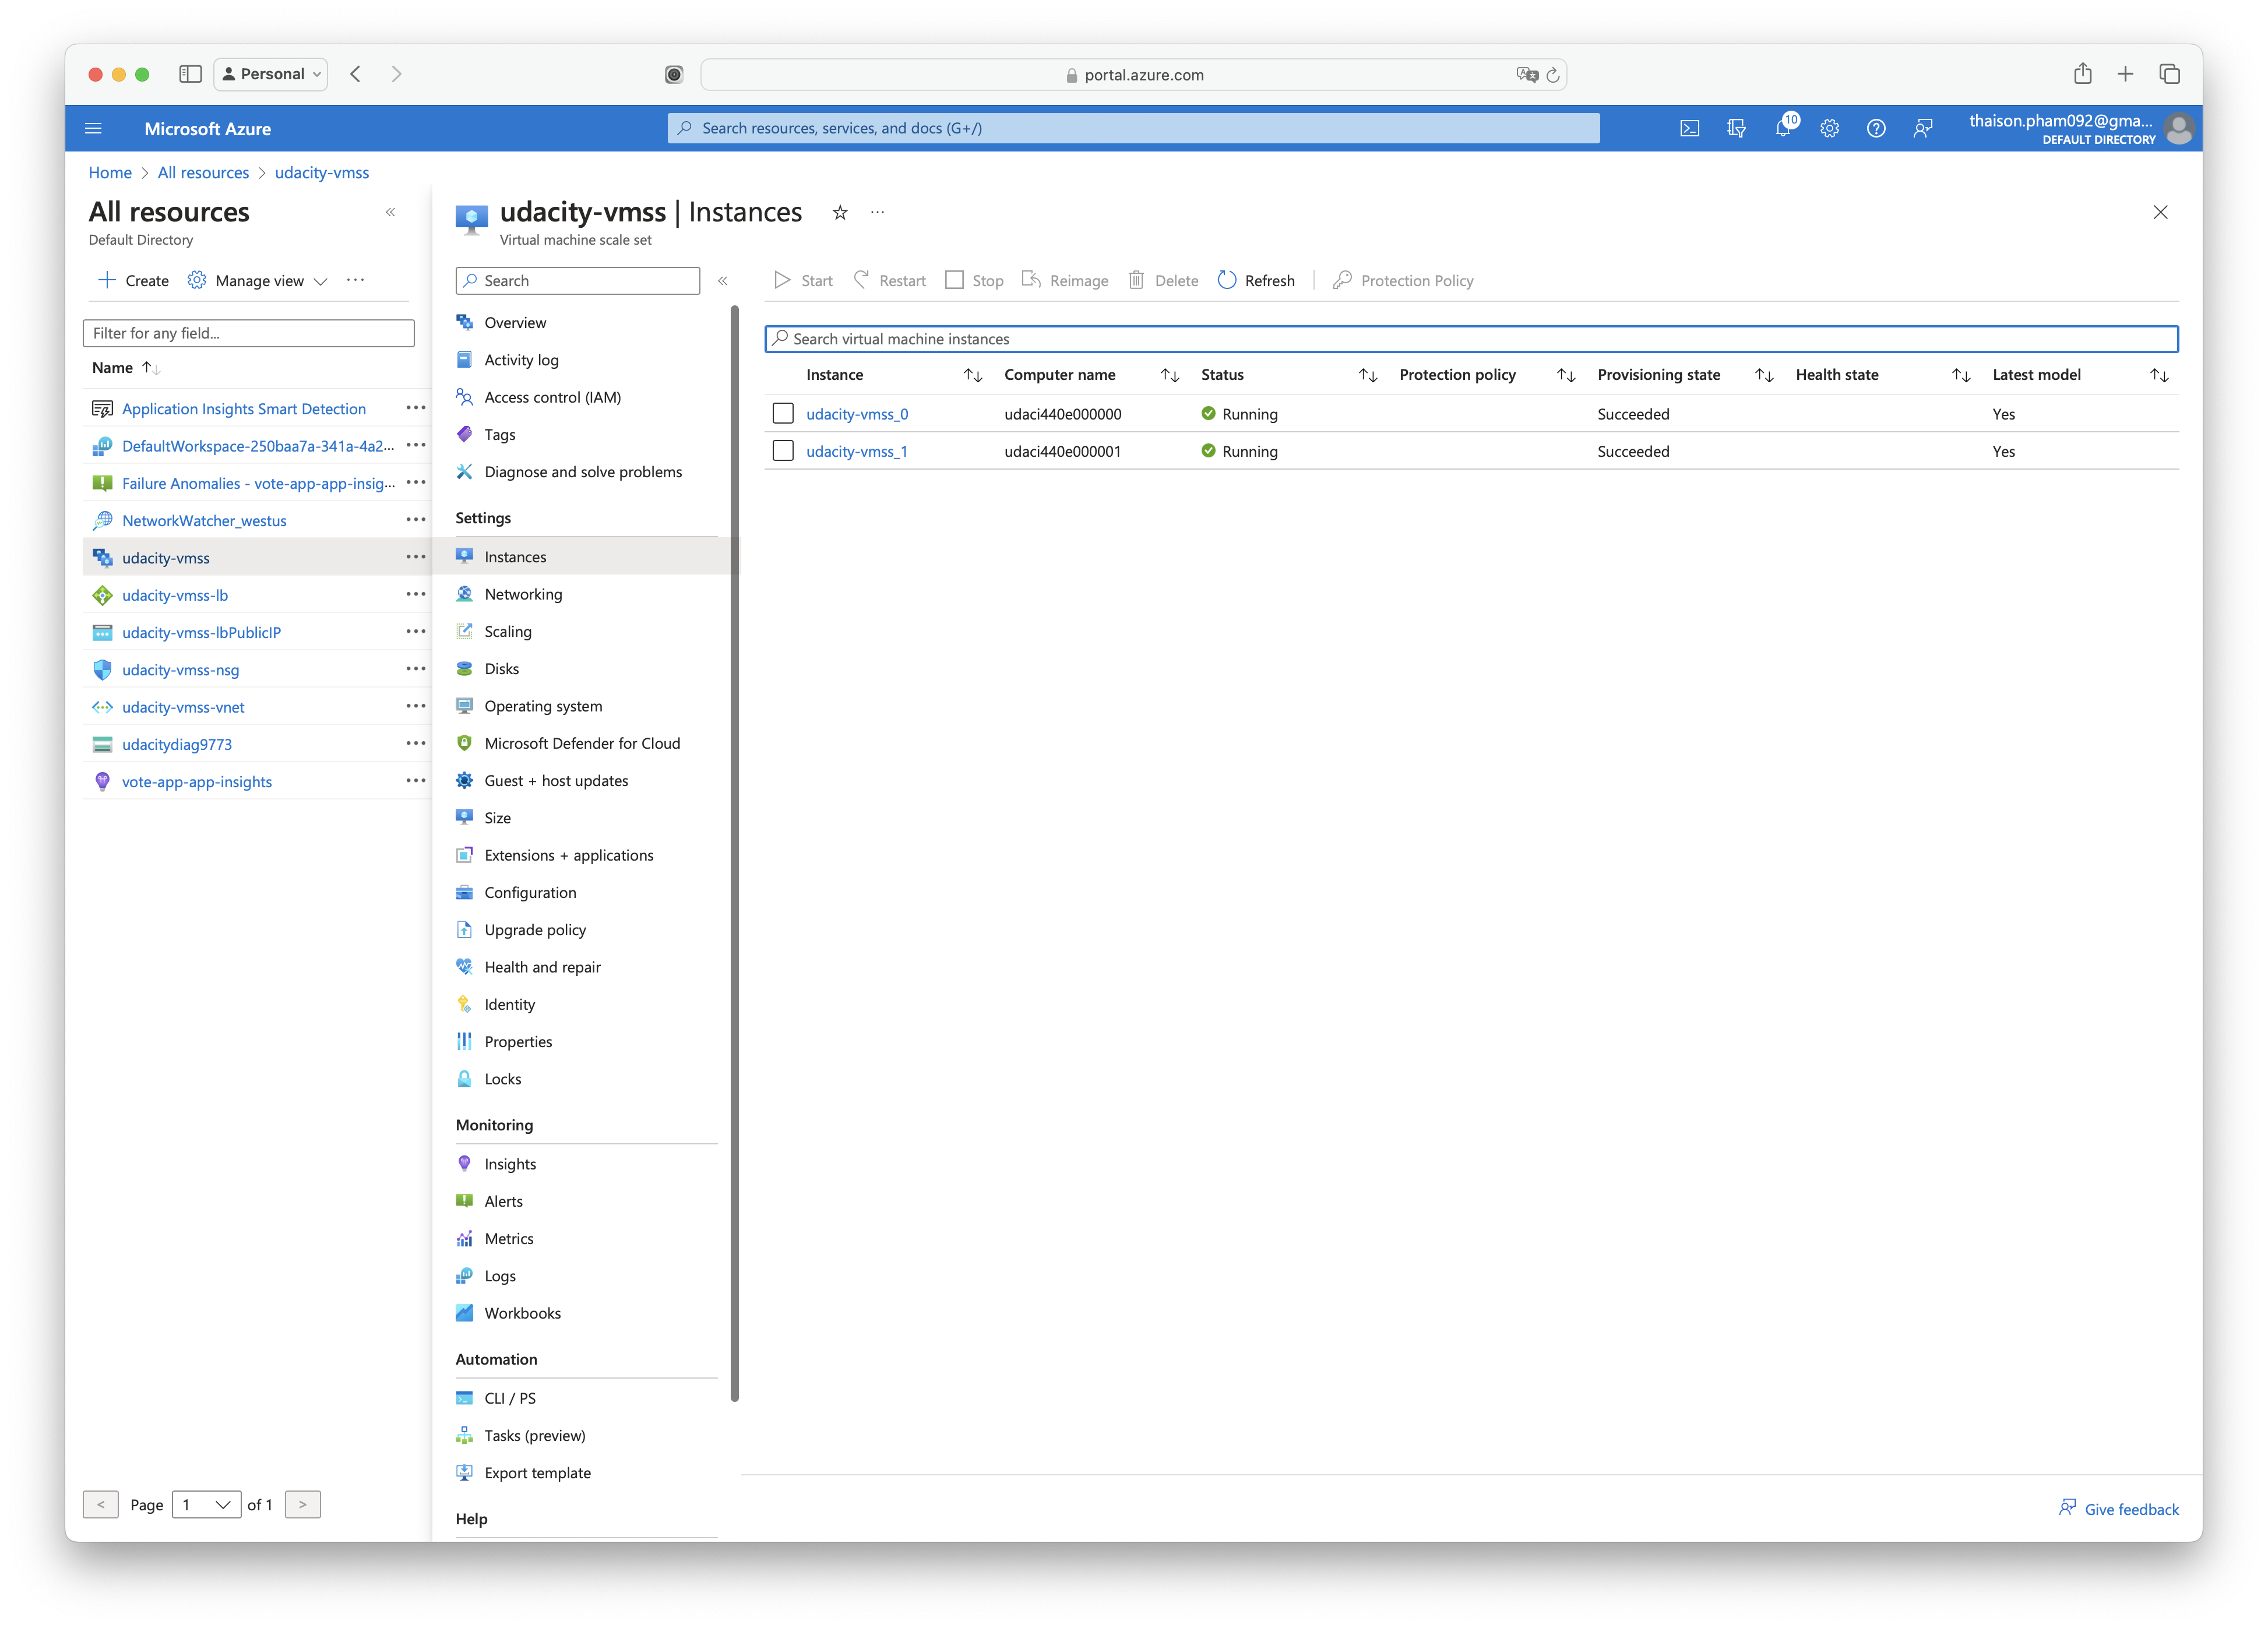 Personal
portal.azure.com
Microsoft Azure
Search resources, services, and docs (G+/)
10
thaison.pham092@gma...
DEFAULT DIRECTORY
Home > All resources > udacity-vmss
All resources
Default Directory
Create
Manage view
Filter for any field...
Name
Application Insights Smart Detection
DefaultWorkspace-250baa7a-341a-4a2...
Failure Anomalies - vote-app-app-insig...
NetworkWatcher_westus
udacity-vmss
udacity-vmss-lb
udacity-vmss-lbPublicIP
udacity-vmss-nsg
udacity-vmss-vnet
udacitydiag9773
vote-app-app-insights
< Page 1 of 1 >
udacity-vmss | Instances
Virtual machine scale set
Search
Overview
Activity log
Access control (IAM)
Tags
Diagnose and solve problems
Settings
Instances
Networking
Scaling
Disks
Operating system
Microsoft Defender for Cloud
Guest + host updates
Size
Extensions + applications
Configuration
Upgrade policy
Health and repair
Identity
Properties
Locks
Monitoring
Insights
Alerts
Metrics
Logs
Workbooks
Automation
CLI / PS
Tasks (preview)
Export template
Help
Start Restart Stop Reimage Delete Refresh Protection Policy
Search virtual machine instances
Instance Computer name Status Protection policy Provisioning state Health state Latest model
udacity-vmss_0 udaci440e000000 Running Succeeded Yes
udacity-vmss_1 udaci440e000001 Running Succeeded Yes
Give feedback